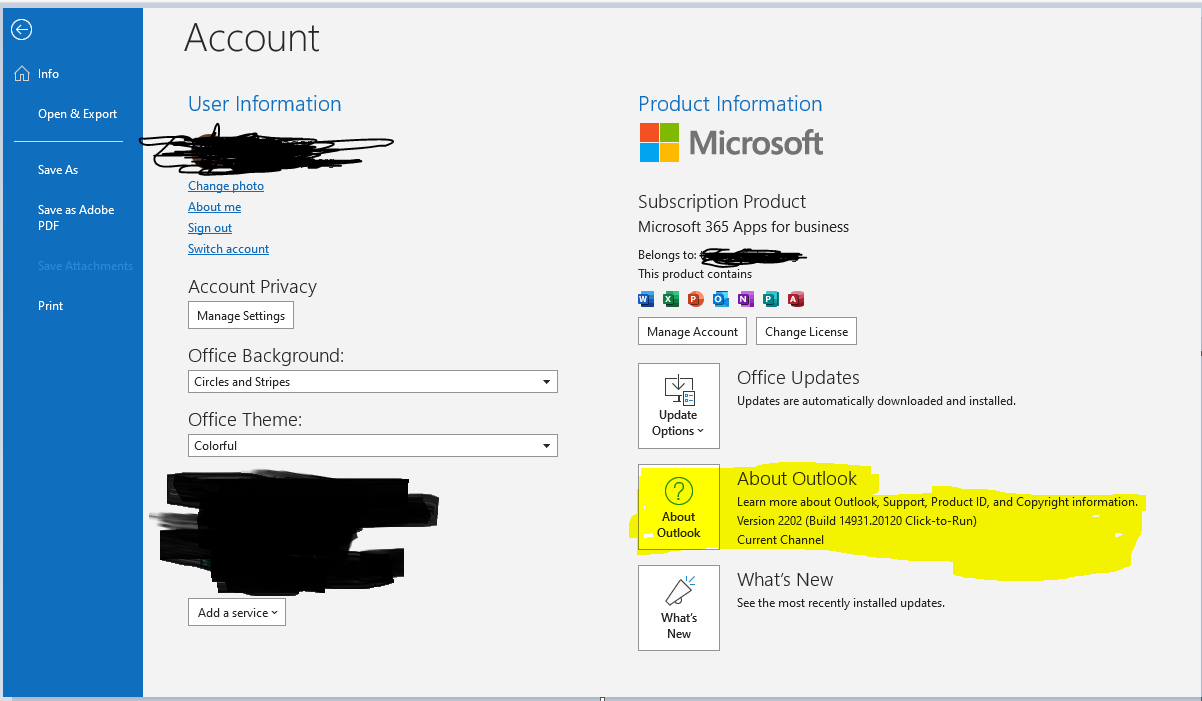 Account
Info
Open & Export
Save As
Save as Adobe
PDF
Save Attachments
Print
User Information
Change photo
About me
Sign out
Switch account
Account Privacy
Manage Settings
Office Background:
Circles and Stripes
Office Theme:
Colorful
Add a service
Product Information
Microsoft
Subscription Product
Microsoft 365 Apps for business
Belongs to:
This product contains
W X P O N P A
Manage Account Change License
Update
Options
Office Updates
Updates are automatically downloaded and installed.
About
Outlook
About Outlook
Learn more about Outlook, Support, Product ID, and Copyright information.
Version 2202 (Build 14931.20120 Click-to-Run)
Current Channel
What's
New
What's New
See the most recently installed updates.